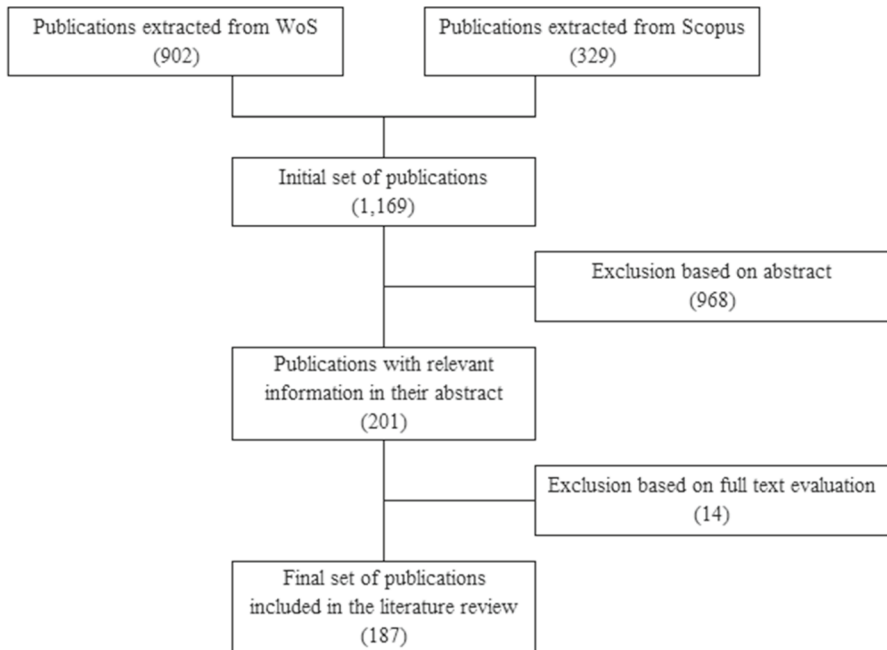 Publications extracted from WoS
(902)
Publications extracted from Scopus
(329)
Initial set of publications
(1,169)
Exclusion based on abstract
(968)
Publications with relevant
information in their abstract
(201)
Exclusion based on full text evaluation
(14)
Final set of publications
included in the literature review
(187)